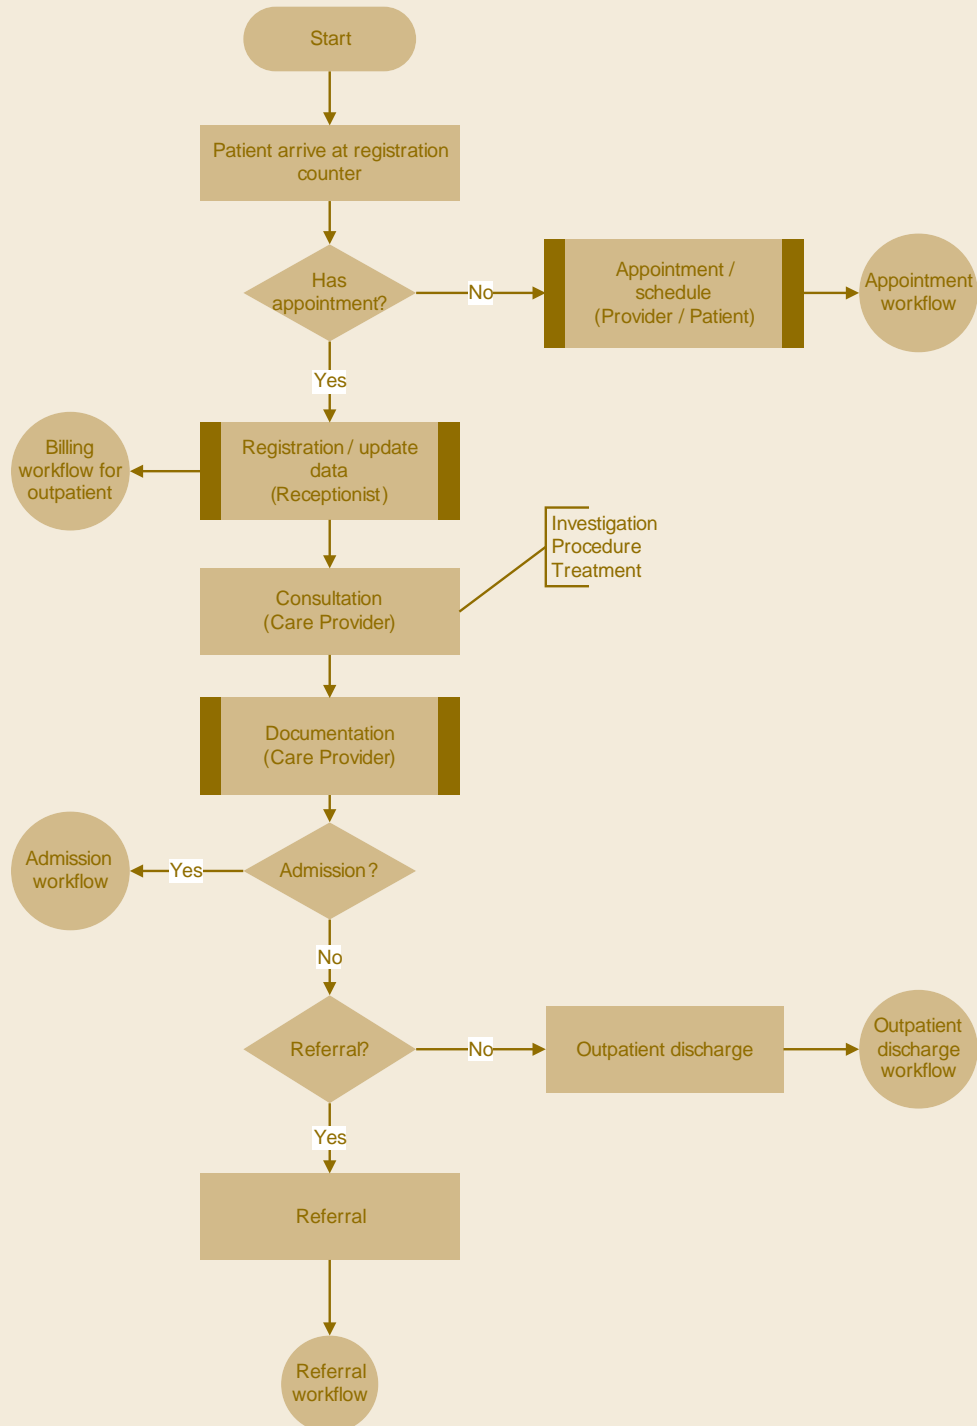 Start
Patient arrive at registration
counter
Has
appointment?
No
Appointment /
schedule
(Provider / Patient)
Appointment
workflow
Yes
Billing
workflow for
outpatient
Registration / update
data
(Receptionist)
Investigation
Procedure
Treatment
Consultation
(Care Provider)
Documentation
(Care Provider)
Admission
workflow
Yes
Admission ?
No
Referral?
No
Outpatient discharge
Outpatient
discharge
workflow
Yes
Referral
Referral
workflow